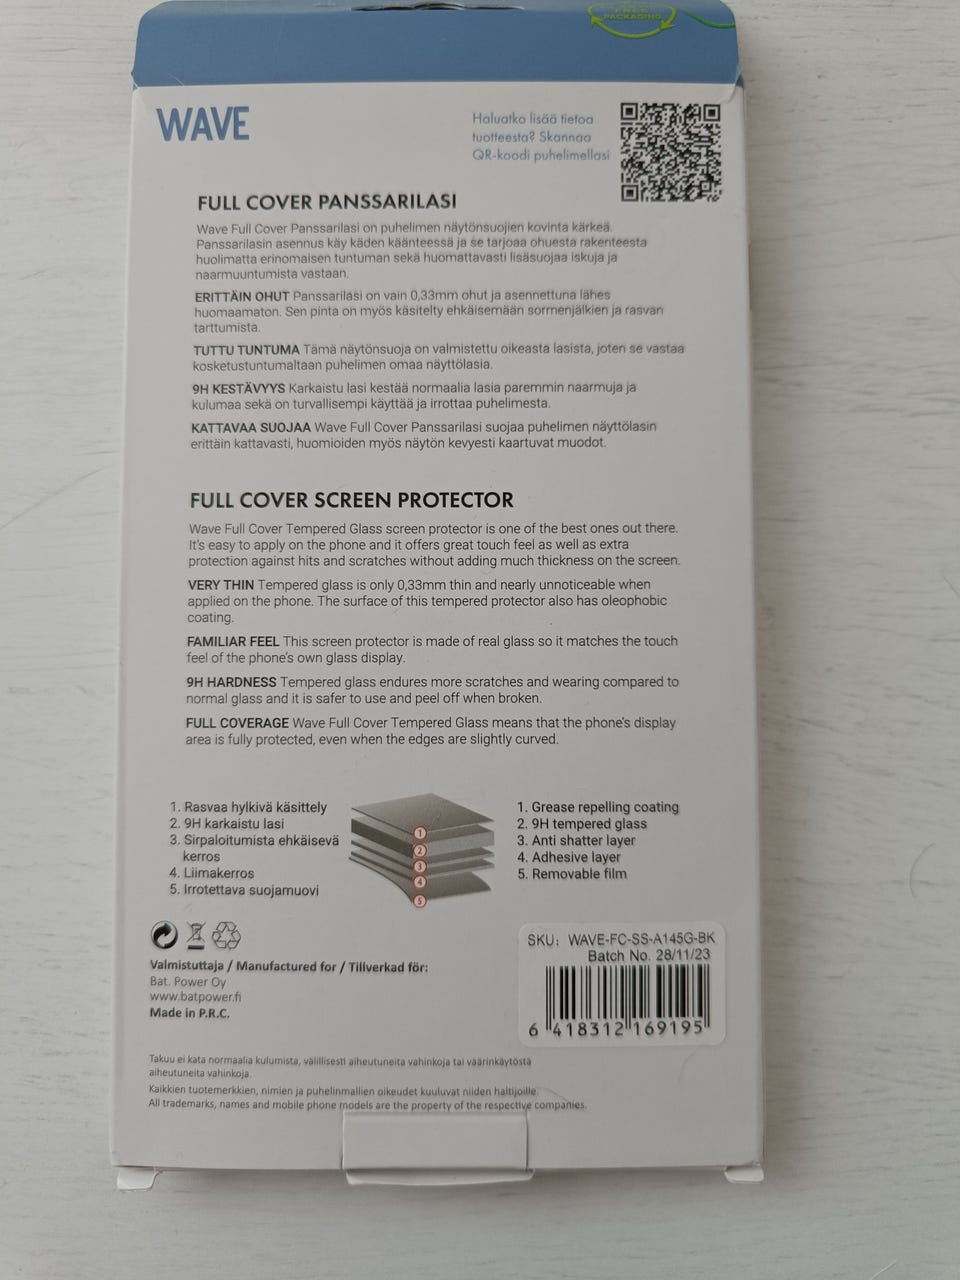 FREE
PACKAGING
WAVE
Haluatko lisää tietoa
tuotteesta? Skannaa
QR-koodi puhelimellasi
FULL COVER PANSSARILASI
Wave Full Cover Panssarilasi on puhelimen näytönsuojien kovinta kärkeä.
Panssarilasin asennus käy käden käänteessä ja se tarjoaa ohuesta rakenteesta
huolimatta erinomaisen tuntuman sekä huomattavasti lisäsuojaa iskuja ja
naarmuuntumista vastaan.
ERITTÄIN OHUT Panssarilasi on vain 0,33mm ohut ja asennettuna lähes
huomaamaton. Sen pinta on myös käsitelty ehkäisemään sormenjälkien ja rasvan
tarttumista.
TUTTU TUNTUMA Tämä näytönsuoja on valmistettu oikeasta lasista, joten se vastaa
kosketustuntumaltaan puhelimen omaa näyttölasia.
9H KESTÄVYYS Karkaistu lasi kestää normaalia lasia paremmin naarmuja ja
kulumaa sekä on turvallisempi käyttää ja irrottaa puhelimesta.
KATTAVAA SUOJAA Wave Full Cover Panssarilasi suojaa puhelimen näyttölasin
erittäin kattavasti, huomioiden myös näytön kevyesti kaartuvat muodot.
FULL COVER SCREEN PROTECTOR
Wave Full Cover Tempered Glass screen protector is one of the best ones out there.
It's easy to apply on the phone and it offers great touch feel as well as extra
protection against hits and scratches without adding much thickness on the screen.
VERY THIN Tempered glass is only 0,33mm thin and nearly unnoticeable when
applied on the phone. The surface of this tempered protector also has oleophobic
coating.
FAMILIAR FEEL This screen protector is made of real glass so it matches the touch
feel of the phone's own glass display.
9H HARDNESS Tempered glass endures more scratches and wearing compared to
normal glass and it is safer to use and peel off when broken.
FULL COVERAGE Wave Full Cover Tempered Glass means that the phone's display
area is fully protected, even when the edges are slightly curved.
1. Rasvaa hylkivä käsittely
2. 9H karkaistu lasi
3. Sirpaloitumista ehkäisevä
kerros
4. Liimakerros
5. Irrotettava suojamuovi
1
2
3
4
5
1. Grease repelling coating
2. 9H tempered glass
3. Anti shatter layer
4. Adhesive layer
5. Removable film
Valmistuttaja / Manufactured for / Tillverkad för:
Bat. Power Oy
www.batpower.fi
Made in P.R.C.
SKU: WAVE-FC-SS-A145G-BK
Batch No. 28/11/23
6 418312 169195
Takuu ei kata normaalia kulumista, välillisesti aiheutuneita vahinkoja tai väärinkäytöstä
aiheutuneita vahinkoja.
Kaikkien tuotemerkkien, nimien ja puhelinmallien oikeudet kuuluvat niiden haltijoille.
All trademarks, names and mobile phone models are the property of the respective companies.